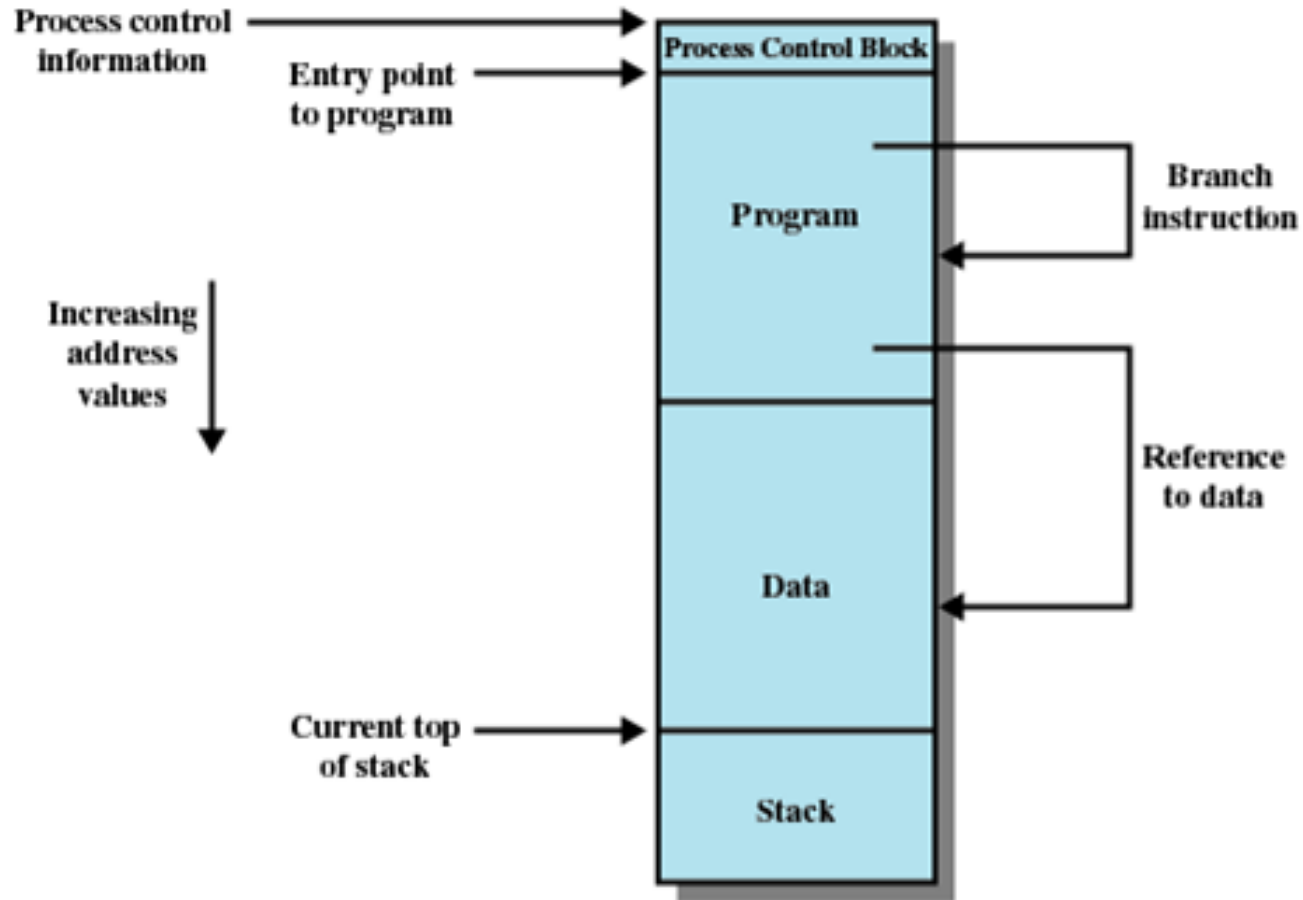 Process control
information
Process Control Block
Entry point
to program
Branch
instruction
Program
Increasing
address
values
Reference
to data
Data
Current top
of stack
Stack